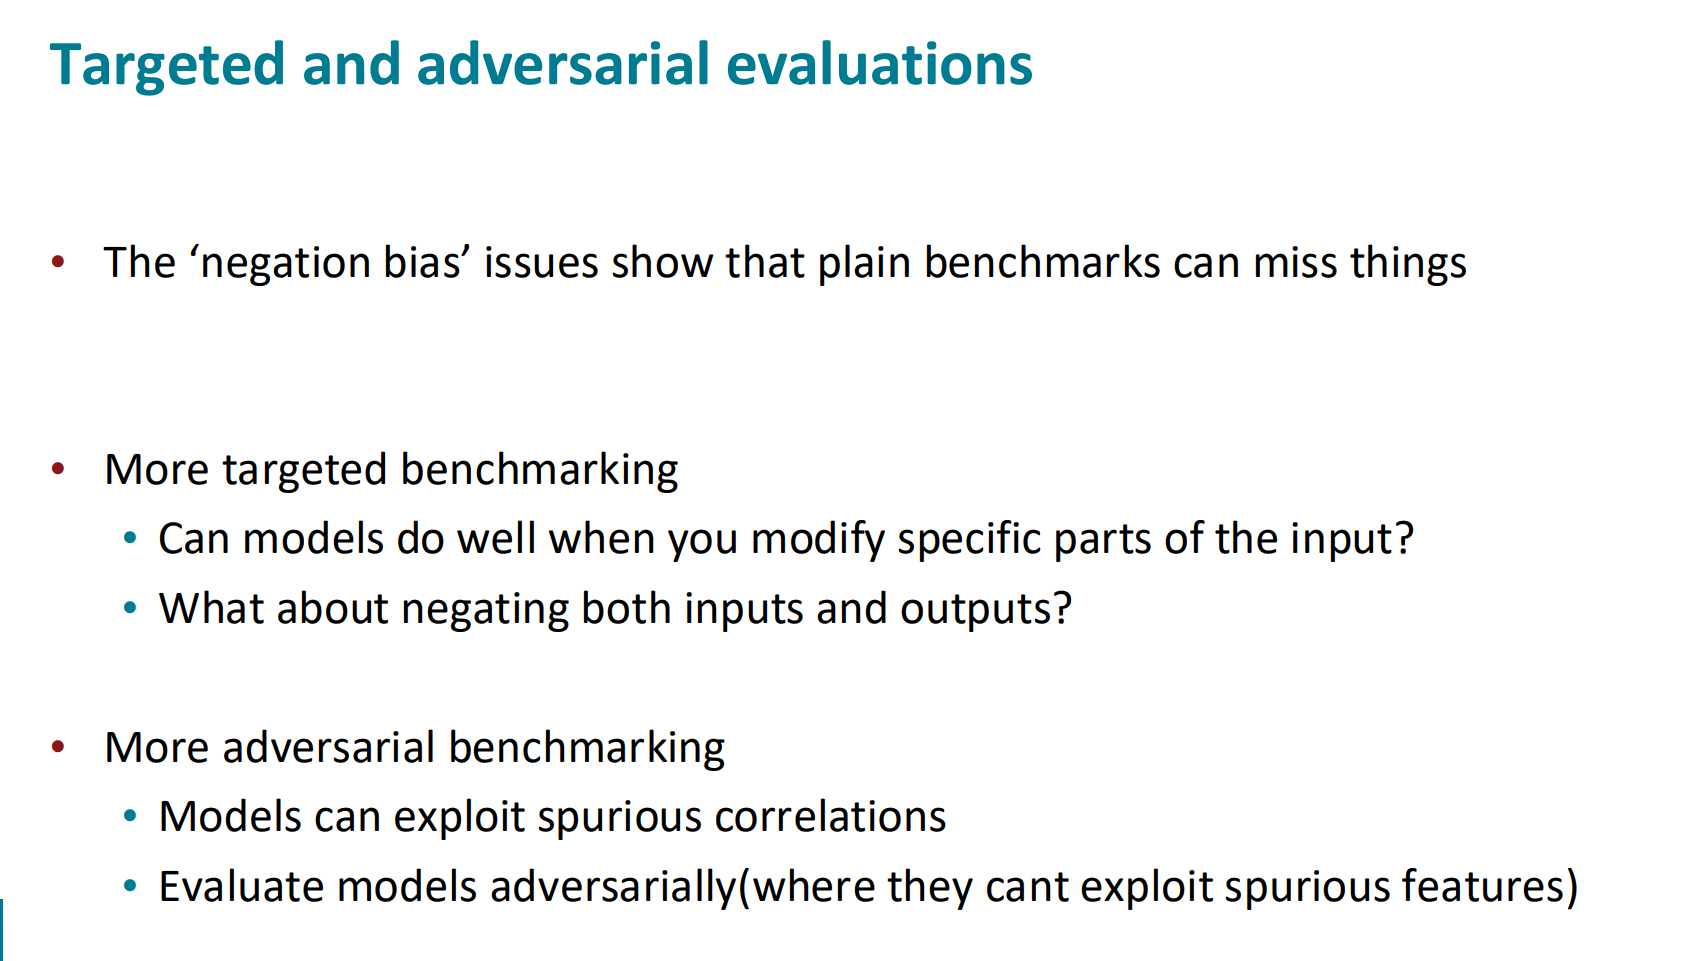 Targeted and adversarial evaluations
• The ‘negation bias’ issues show that plain benchmarks can miss things
• More targeted benchmarking
• Can models do well when you modify specific parts of the input?
• What about negating both inputs and outputs?
• More adversarial benchmarking
• Models can exploit spurious correlations
• Evaluate models adversarially(where they cant exploit spurious features)